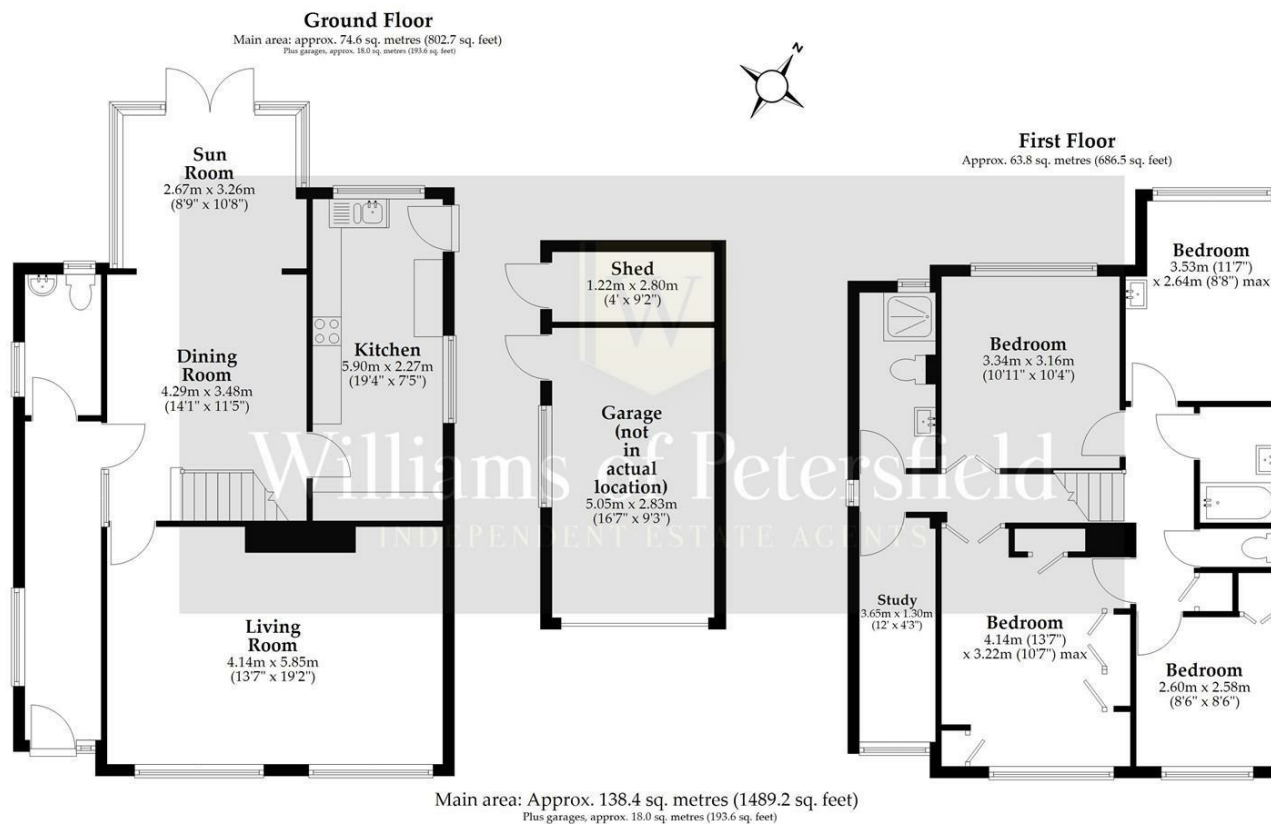 Ground Floor
Main area: approx. 74.6 sq. metres (802.7 sq. feet)
Plus garages, approx. 18.0 sq. metres (193.6 sq. feet)
N
First Floor
Approx. 63.8 sq. metres (686.5 sq. feet)
Sun
Room
2.67m x 3.26m
(8'9" x 10'8")
Dining
Room
4.29m x 3.48m
(14'1" x 11'5")
Kitchen
5.90m x 2.27m
(19'4" x 7'5")
Living
Room
4.14m x 5.85m
(13'7" x 19'2")
Shed
1.22m x 2.80m
(4' x 9'2")
Garage
(not
in
actual
location)
5.05m x 2.83m
(16'7" x 9'3")
W
Williams of Petersfield
INDEPENDENT ESTATE AGENTS
Bedroom
3.53m (11'7")
x 2.64m (8'8") max
Bedroom
3.34m x 3.16m
(10'11" x 10'4")
Study
3.65m x 1.30m
(12' x 4'3")
Bedroom
4.14m (13'7")
x 3.22m (10'7") max
Bedroom
2.60m x 2.58m
(8'6" x 8'6")
Main area: Approx. 138.4 sq. metres (1489.2 sq. feet)
Plus garages, approx. 18.0 sq. metres (193.6 sq. feet)